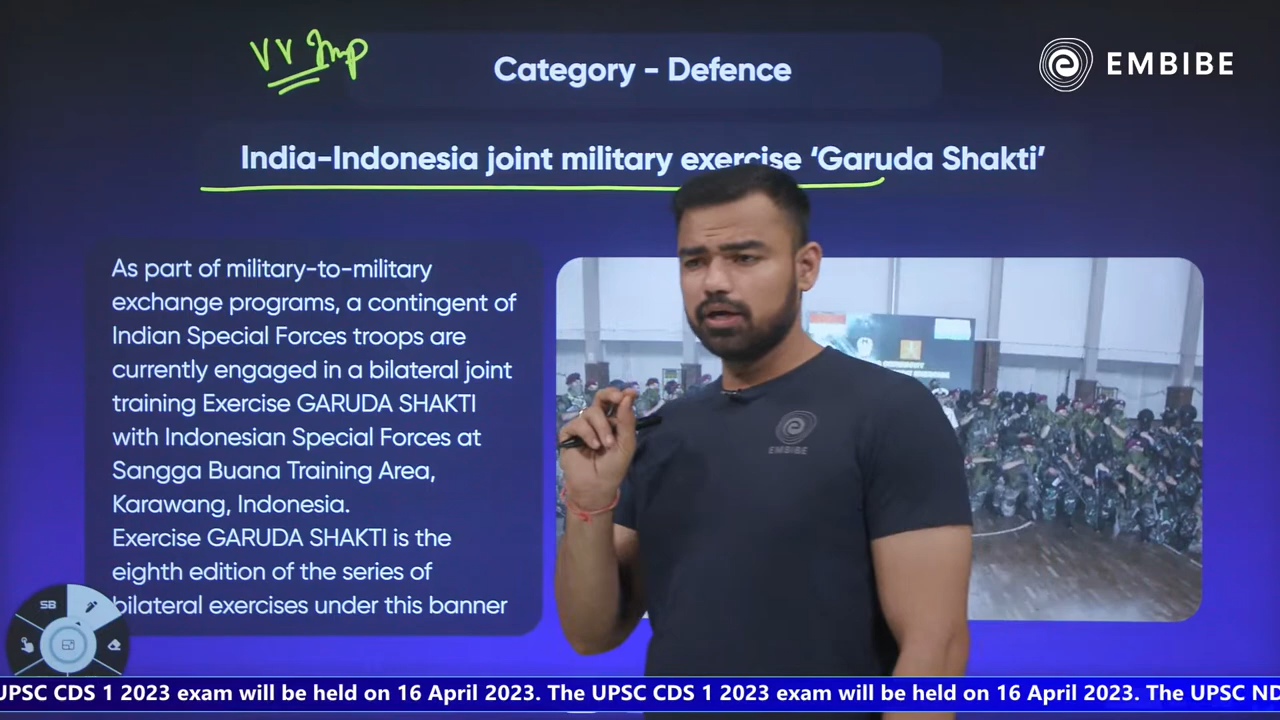 VV Imp
Category - Defence
EMBIBE
India-Indonesia joint military exercise ‘Garuda Shakti’
As part of military-to-military
exchange programs, a contingent of
Indian Special Forces troops are
currently engaged in a bilateral joint
training Exercise GARUDA SHAKTI
with Indonesian Special Forces at
Sangga Buana Training Area,
Karawang, Indonesia.
Exercise GARUDA SHAKTI is the
eighth edition of the series of
bilateral exercises under this banner
EMBIBE
SB
UPSC CDS 1 2023 exam will be held on 16 April 2023. The UPSC CDS 1 2023 exam will be held on 16 April 2023. The UPSC ND